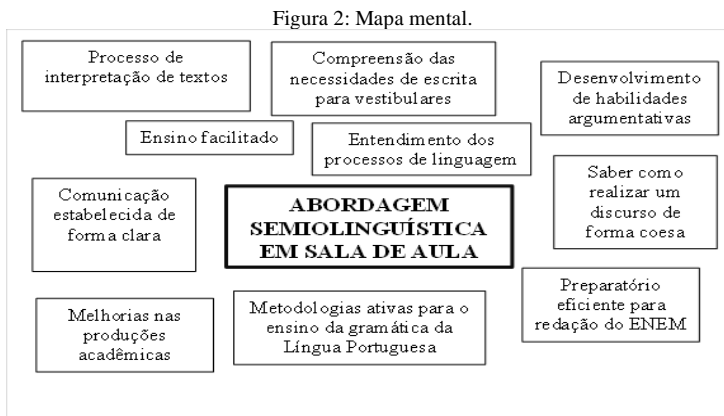 Figura 2: Mapa mental.
Processo de
interpretação de textos
Compreensão das
necessidades de escrita
para vestibulares
Desenvolvimento
de habilidades
argumentativas
Ensino facilitado
Entendimento dos
processos de linguagem
Saber como
realizar um
discurso de
forma coesa
Comunicação
estabelecida de
forma clara
ABORDAGEM
SEMIOLINGUÍSTICA
EM SALA DE AULA
Preparatório
eficiente para
redação do ENEM
Melhorias nas
produções
acadêmicas
Metodologias ativas para o
ensino da gramática da
Língua Portuguesa